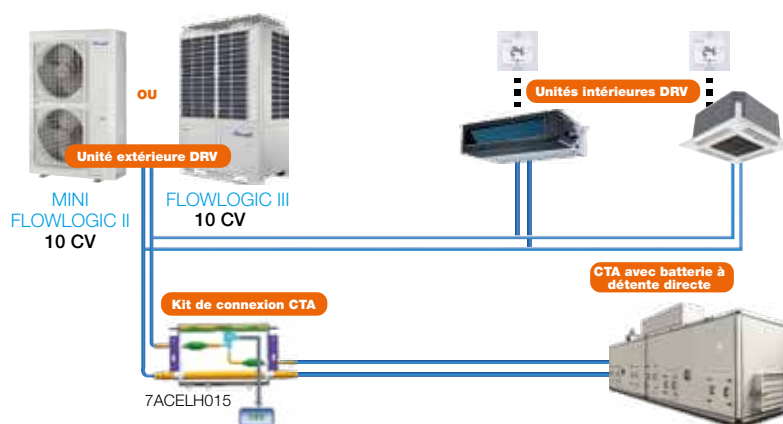 OU
Unités intérieures DRV
Unité extérieure DRV
MINI
FLOWLOGIC II
10 CV
FLOWLOGIC III
10 CV
CTA avec batterie à
détente directe
Kit de connexion CTA
7ACELH015